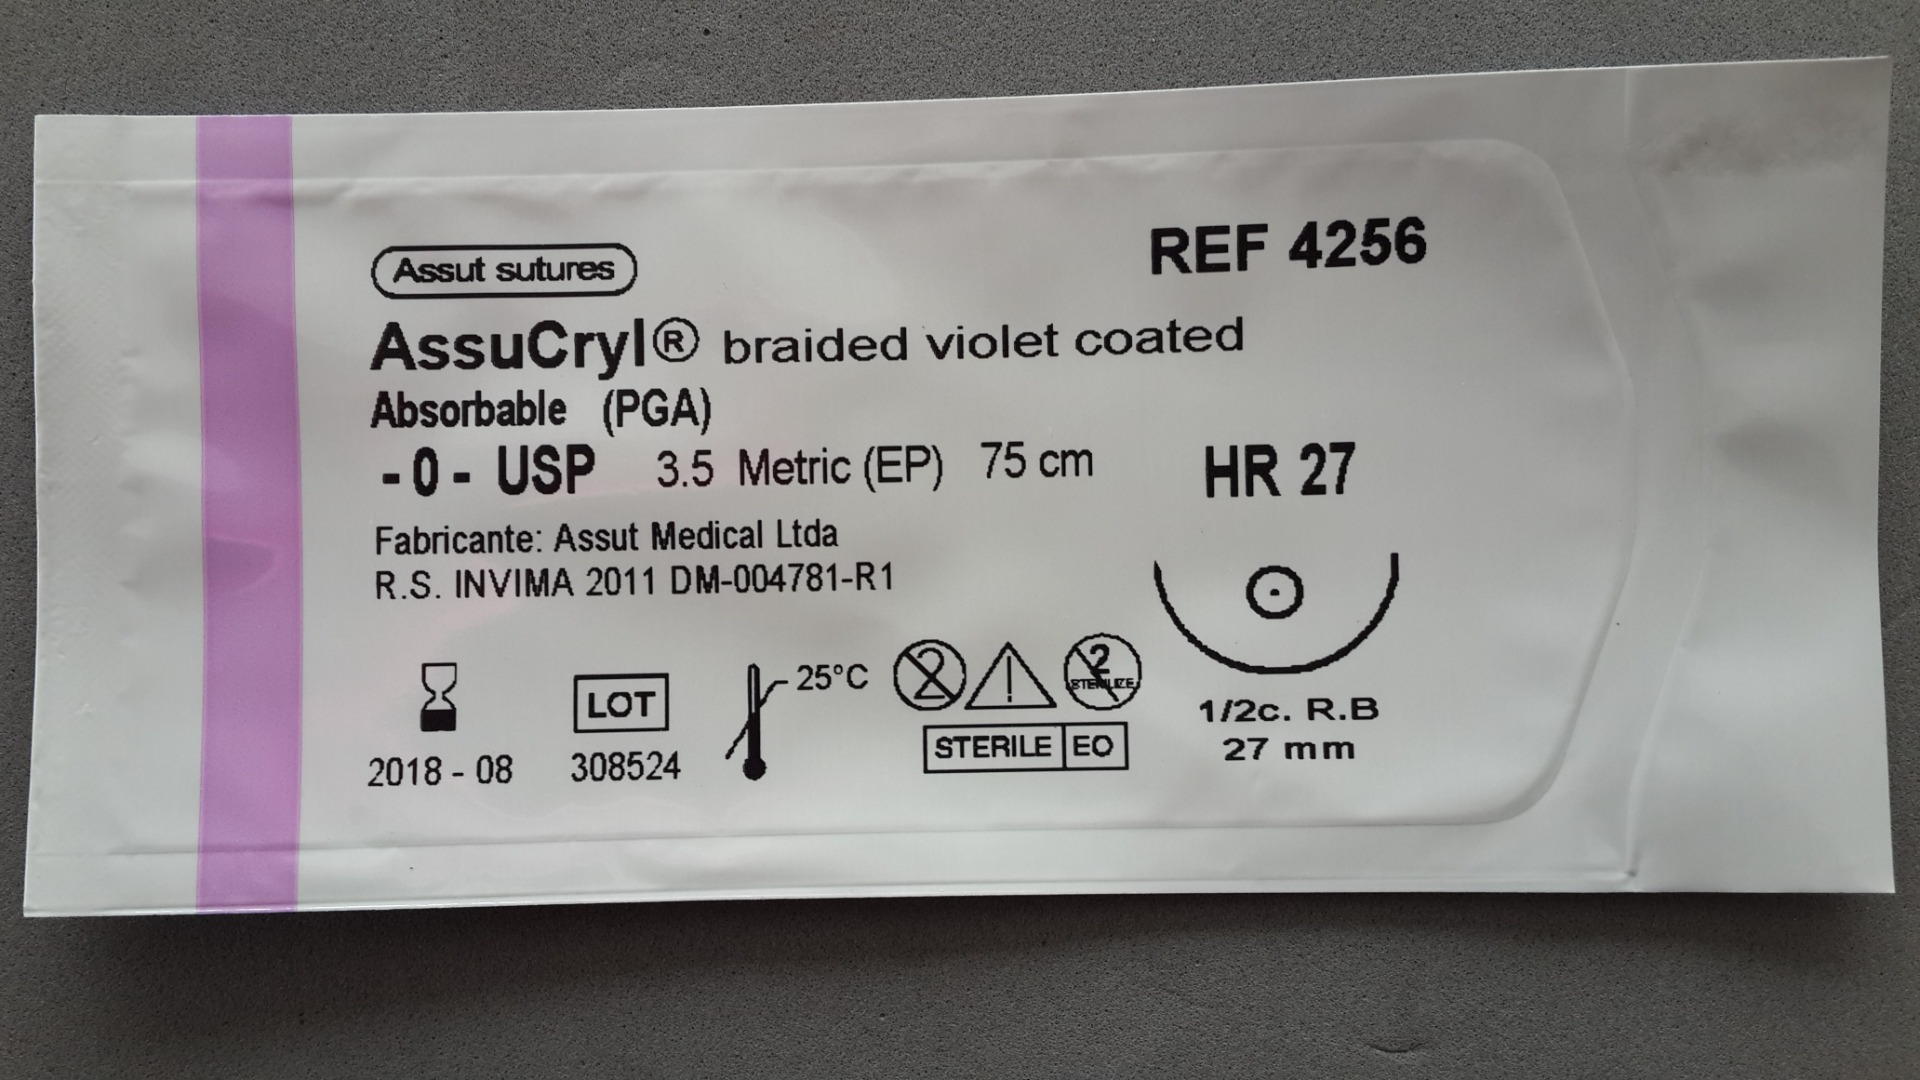 Assut sutures
REF 4256
AssuCryl® braided violet coated
Absorbable (PGA)
- 0 - USP 3.5 Metric (EP) 75 cm
HR 27
Fabricante: Assut Medical Ltda
R.S. INVIMA 2011 DM-004781-R1
25°C
2
2
STERILIZE
LOT
STERILE EO
1/2c. R.B
27 mm
2018 - 08
308524